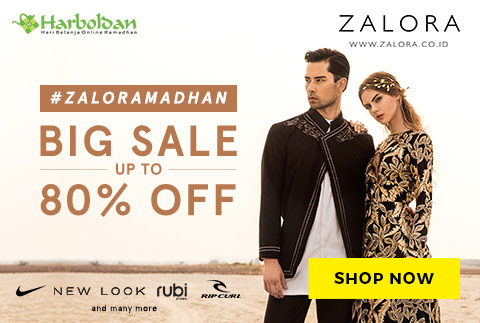 Harboldan
Hari Belanja Online Ramadhan
ZALORA
WWW.ZALORA.CO.ID
#ZALORAMADHAN
BIG SALE
UP TO
80% OFF
NEW LOOK rubi RIP CURL
and many more
SHOP NOW